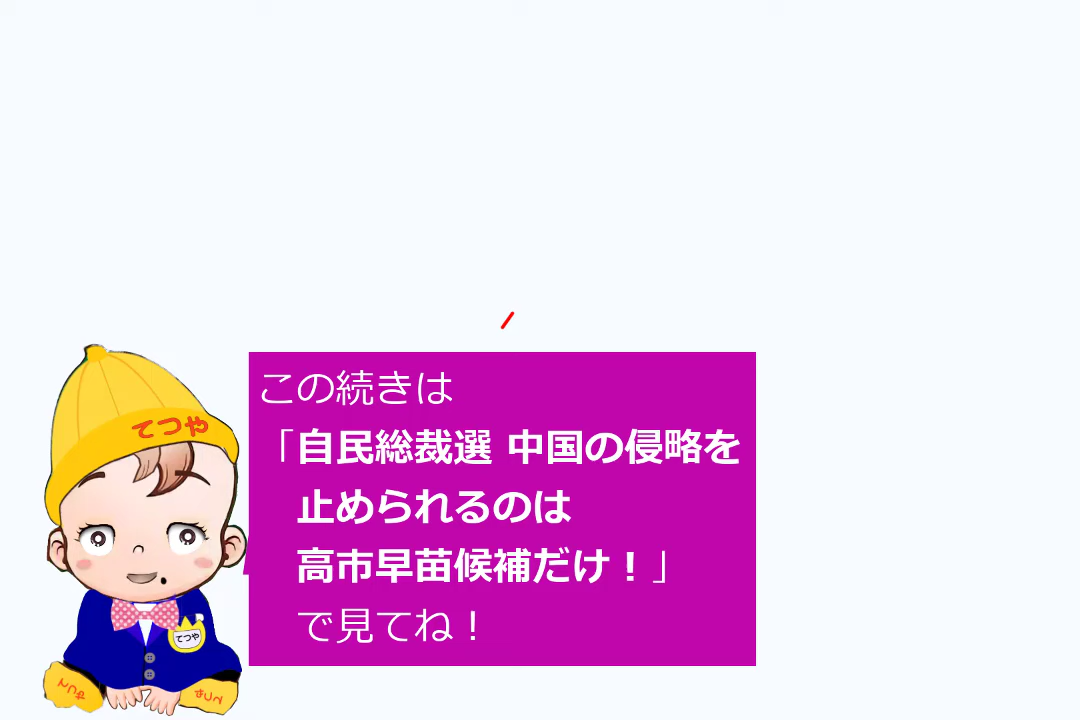 この続きは
「自民総裁選 中国の侵略を
止められるのは
高市早苗候補だけ！」
で見てね！
てつや
てつや